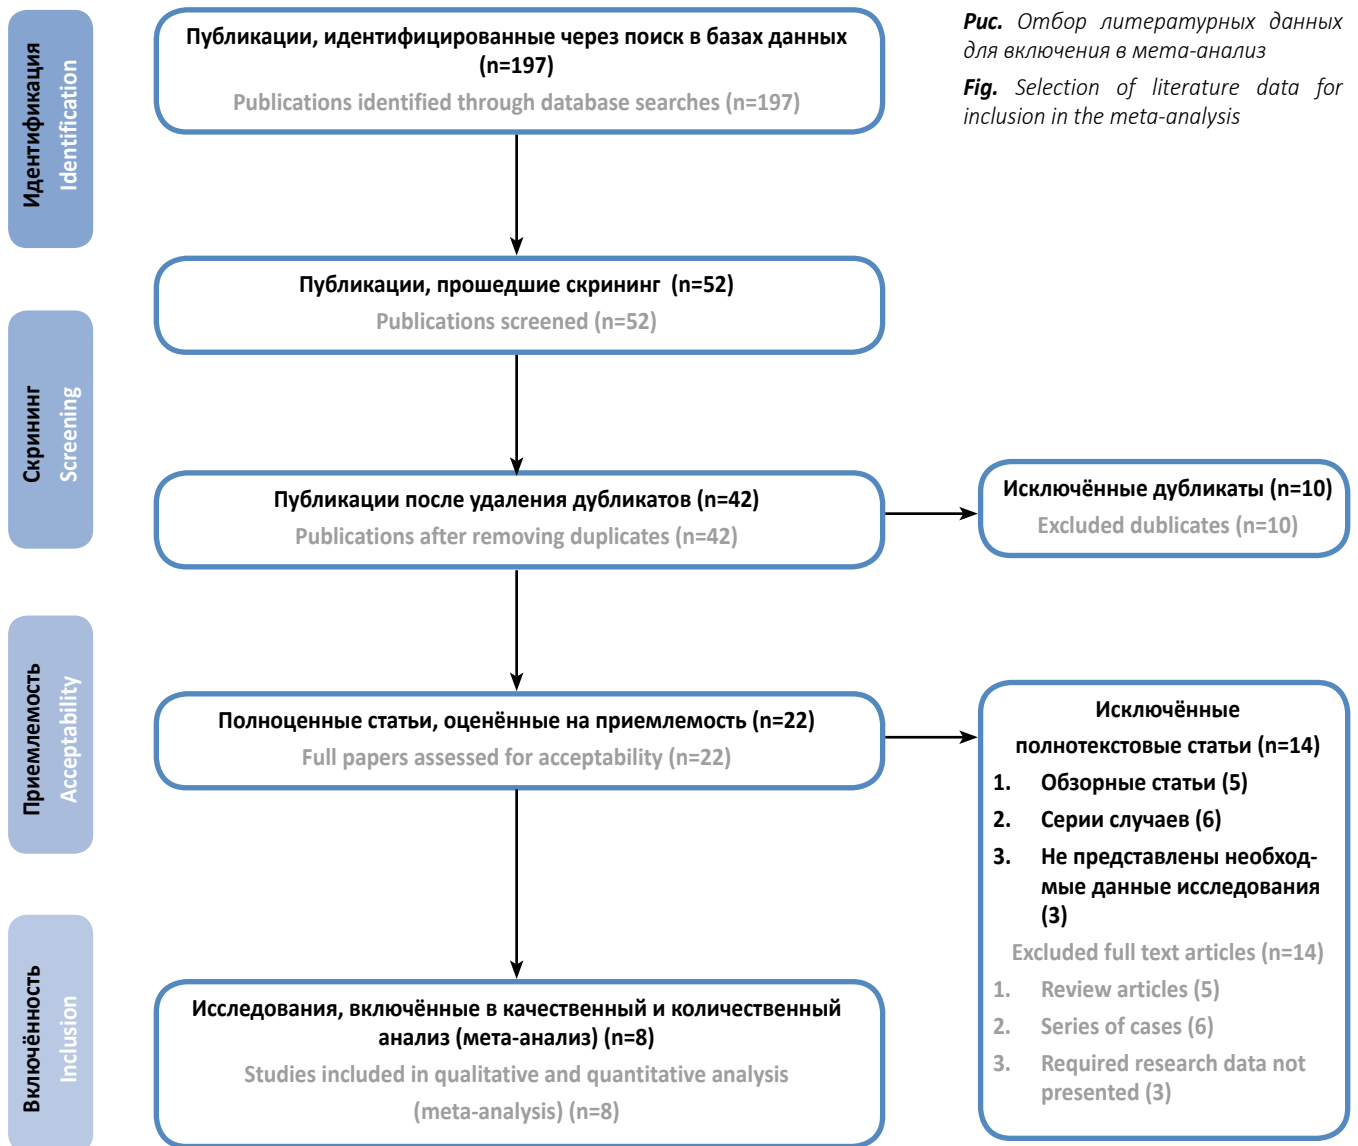 Идентификация
Identification
Публикации, идентифицированные через поиск в базах данных
(n=197)
Publications identified through database searches (n=197)
Рис. Отбор литературных данных
для включения в мета-анализ
Fig. Selection of literature data for
inclusion in the meta-analysis
Скрининг
Screening
Публикации, прошедшие скрининг (n=52)
Publications screened (n=52)
Публикации после удаления дубликатов (n=42)
Publications after removing duplicates (n=42)
Исключённые дубликаты (n=10)
Excluded dublicates (n=10)
Приемлемость
Acceptability
Полноценные статьи, оценённые на приемлемость (n=22)
Full papers assessed for acceptability (n=22)
Исключённые
полнотекстовые статьи (n=14)
1. Обзорные статьи (5)
2. Серии случаев (6)
3. Не представлены необход-
мые данные исследования
(3)
Excluded full text articles (n=14)
1. Review articles (5)
2. Series of cases (6)
3. Required research data not
presented (3)
Включённость
Inclusion
Исследования, включённые в качественный и количественный
анализ (мета-анализ) (n=8)
Studies included in qualitative and quantitative analysis
(meta-analysis) (n=8)